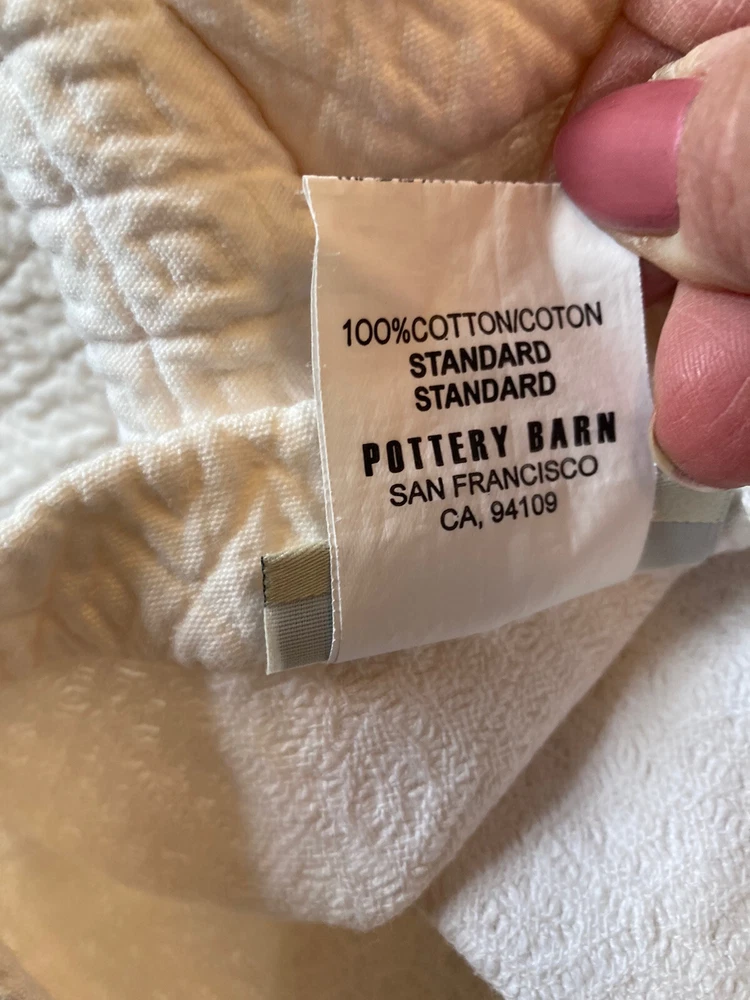 100%COTTON/COTON
STANDARD
STANDARD
POTTERY BARN
SAN FRANCISCO
CA, 94109